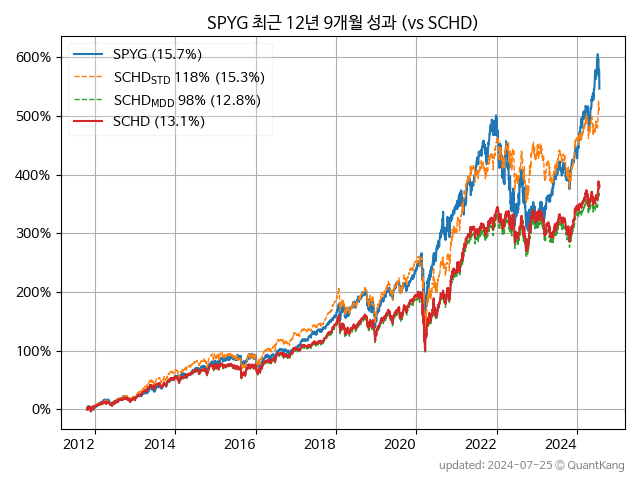 SPYG 최근 12년 9개월 성과 (vs SCHD)
SPYG (15.7%)
SCHD_STD 118% (15.3%)
SCHD_MDD 98% (12.8%)
SCHD (13.1%)
600%
500%
400%
300%
200%
100%
0%
2012 2014 2016 2018 2020 2022 2024
updated: 2024-07-25 © QuantKang